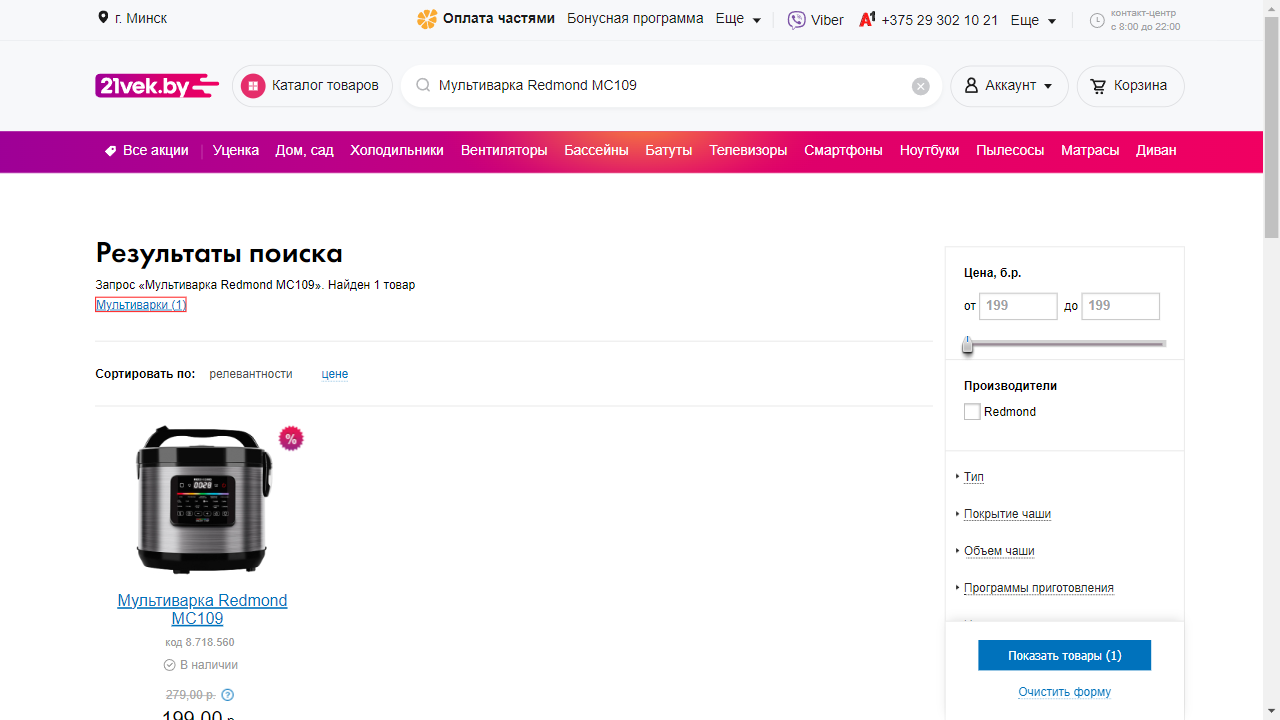 г. Минск
Оплата частями Бонусная программа Еще Viber +375 29 302 10 21 Еще
контакт-центр
с 8:00 до 22:00
21vek.by Каталог товаров Мультиварка Redmond MC109 Аккаунт Корзина
Все акции Уценка Дом, сад Холодильники Вентиляторы Бассейны Батуты Телевизоры Смартфоны Ноутбуки Пылесосы Матрасы Диван
Результаты поиска
Запрос «Мультиварка Redmond MC109». Найден 1 товар
Мультиварки (1)
Сортировать по: релевантности цене
%
Мультиварка Redmond
MC109
код 8.718.560
В наличии
279,00 р. ?
199,00 р.
Цена, б.р.
от 199 до 199
Производители
Redmond
Тип
Покрытие чаши
Объем чаши
Программы приготовления
Показать товары (1)
Очистить форму